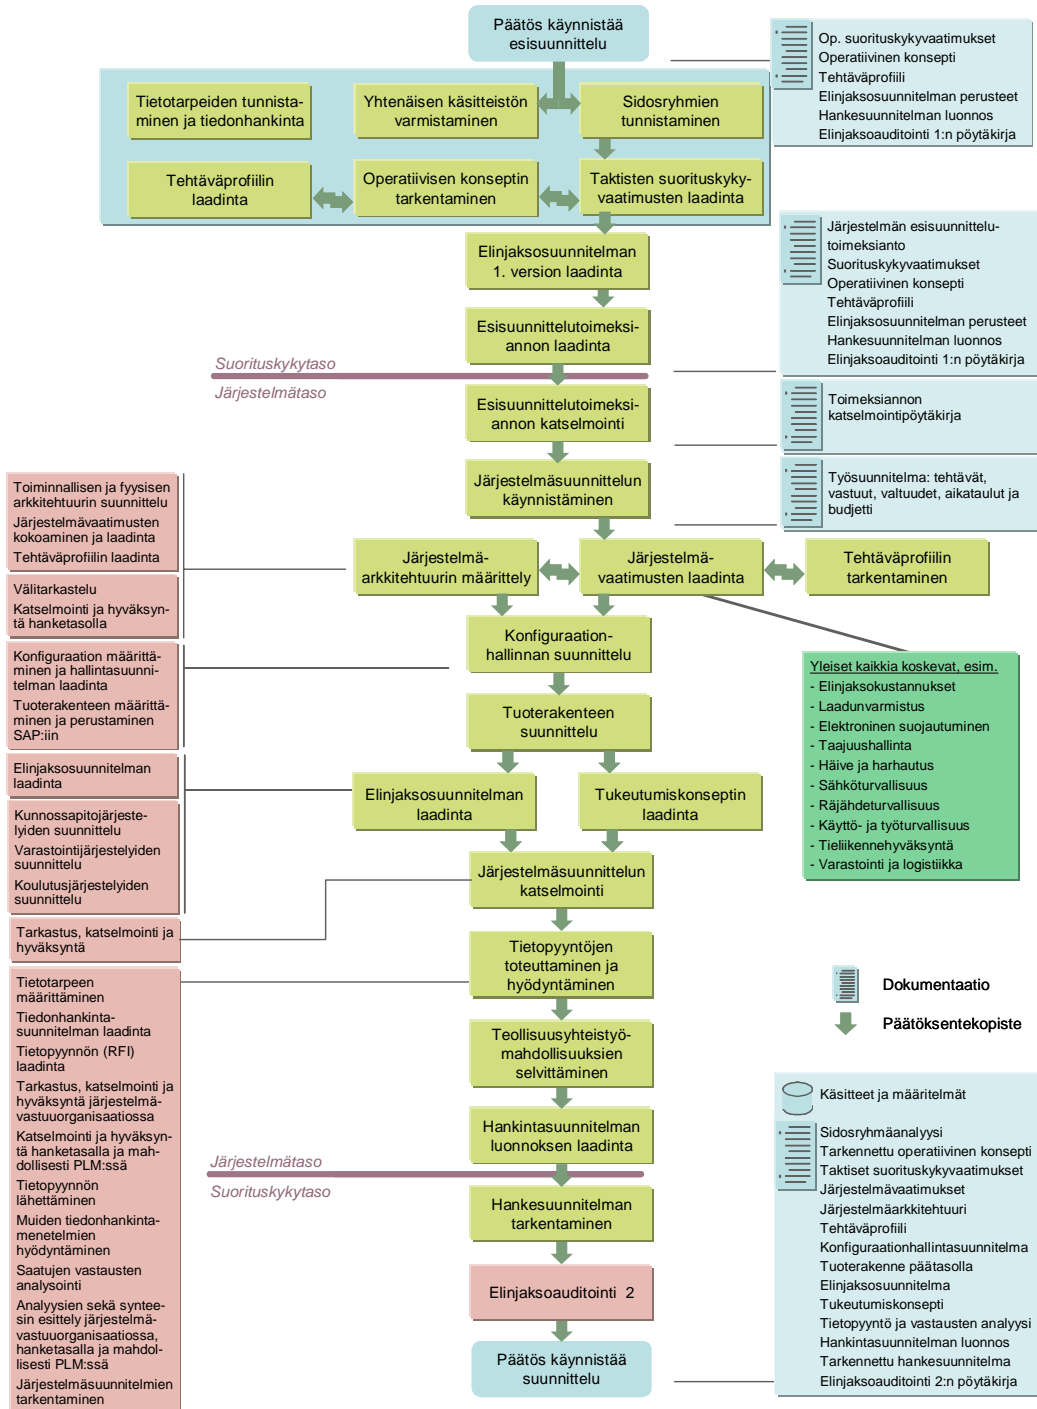 Päätös käynnistää
esisuunnittelu
Op. suorituskykyvaatimukset
Operatiivinen konsepti
Tehtäväprofiili
Elinjaksosuunnitelman perusteet
Hankesuunnitelman luonnos
Elinjaksoauditointi 1:n pöytäkirja
Tietotarpeiden tunnista-
minen ja tiedonhankinta
Yhtenäisen käsitteistön
varmistaminen
Sidosryhmien
tunnistaminen
Tehtäväprofiilin
laadinta
Operatiivisen konseptin
tarkentaminen
Taktisten suorituskyky-
vaatimusten laadinta
Elinjaksosuunnitelman
1. version laadinta
Järjestelmän esisuunnittelu-
toimeksianto
Suorituskykyvaatimukset
Operatiivinen konsepti
Tehtäväprofiili
Elinjaksosuunnitelman perusteet
Hankesuunnitelman luonnos
Elinjaksoauditointi 1:n pöytäkirja
Esisuunnittelutoimeksi-
annon laadinta
Suorituskykytaso
Järjestelmätaso
Esisuunnittelutoimeksi-
annon katselmointi
Toimeksiannon
katselmointipöytäkirja
Järjestelmäsuunnittelun
käynnistäminen
Työsuunnitelma: tehtävät,
vastuut, valtuudet, aikataulut ja
budjetti
Toiminnallisen ja fyysisen
arkkitehtuurin suunnittelu
Järjestelmävaatimusten
kokoaminen ja laadinta
Tehtäväprofiilin laadinta
Järjestelmä-
arkkitehtuurin määrittely
Järjestelmä-
vaatimusten laadinta
Tehtäväprofiilin
tarkentaminen
Välitarkastelu
Katselmointi ja hyväksyn-
tä hanketasolla
Konfiguraation-
hallinnan suunnittelu
Konfiguraation määrittä-
minen ja hallintasuunni-
telman laadinta
Tuoterakenteen määrittä-
minen ja perustaminen
SAP:iin
Yleiset kaikkia koskevat, esim.
- Elinjaksokustannukset
- Laadunvarmistus
- Elektroninen suojautuminen
- Taajuushallinta
- Häive ja harhautus
- Sähköturvallisuus
- Räjähdeturvallisuus
- Käyttö- ja työturvallisuus
- Tieliikennehyväksyntä
- Varastointi ja logistiikka
Tuoterakenteen
suunnittelu
Elinjaksosuunnitelman
laadinta
Elinjaksosuunnitelman
laadinta
Tukeutumiskonseptin
laadinta
Kunnossapitojärjeste-
lyiden suunnittelu
Varastointijärjestelyiden
suunnittelu
Koulutusjärjestelyiden
suunnittelu
Järjestelmäsuunnittelun
katselmointi
Tarkastus, katselmointi ja
hyväksyntä
Tietopyyntöjen
toteuttaminen ja
hyödyntäminen
Dokumentaatio
Päätöksentekopiste
Tietotarpeen
määrittäminen
Tiedonhankinta-
suunnitelman laadinta
Tietopyynnön (RFI)
laadinta
Tarkastus, katselmointi ja
hyväksyntä järjestelmä-
vastuuorganisaatiossa
Katselmointi ja hyväksyn-
tä hanketasalla ja mah-
dollisesti PLM:ssä
Tietopyynnön
lähettäminen
Muiden tiedonhankinta-
menetelmien
hyödyntäminen
Saatujen vastausten
analysointi
Analyysien sekä syntee-
sin esittely järjestelmä-
vastuuorganisaatiossa,
hanketasalla ja mahdol-
lisesti PLM:ssä
Järjestelmäsuunnitelmien
tarkentaminen
Teollisuusyhteistyö-
mahdollisuuksien
selvittäminen
Hankintasuunnitelman
luonnoksen laadinta
Järjestelmätaso
Suorituskykytaso
Hankesuunnitelman
tarkentaminen
Elinjaksoauditointi 2
Päätös käynnistää
suunnittelu
Käsitteet ja määritelmät
Sidosryhmäanalyysi
Tarkennettu operatiivinen konsepti
Taktiset suorituskykyvaatimukset
Järjestelmävaatimukset
Järjestelmäarkkitehtuuri
Tehtäväprofiili
Konfiguraationhallintasuunnitelma
Tuoterakenne päätasolla
Elinjaksosuunnitelma
Tukeutumiskonsepti
Tietopyyntö ja vastausten analyysi
Hankintasuunnitelman luonnos
Tarkennettu hankesuunnitelma
Elinjaksoauditointi 2:n pöytäkirja